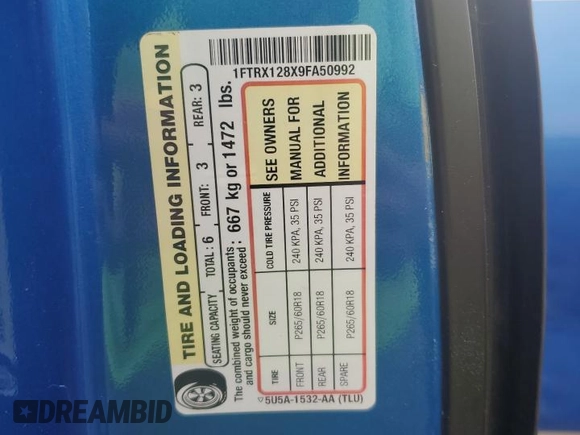 1FTRX128X9FA50992
TIRE AND LOADING INFORMATION
SEATING CAPACITY TOTAL : 6 FRONT: 3 REAR: 3
The combined weight of occupants
and cargo should never exceed : 667 kg or 1472 lbs.
TIRE SIZE COLD TIRE PRESSURE SEE OWNERS
FRONT P265/60R18 240 KPA, 35 PSI MANUAL FOR
REAR P265/60R18 240 KPA, 35 PSI ADDITIONAL
SPARE P265/60R18 240 KPA, 35 PSI INFORMATION
5U5A-1532-AA (TLU)
DREAMBID